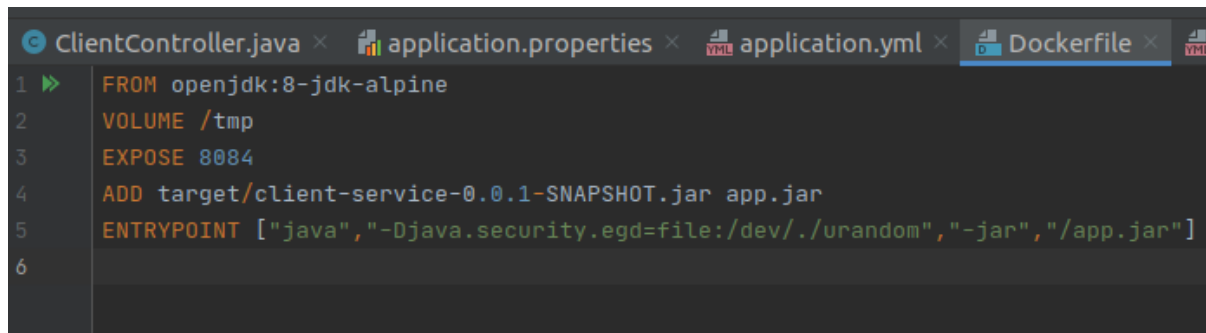 ClientController.java × application.properties × application.yml × Dockerfile ×
1 FROM openjdk:8-jdk-alpine
2 VOLUME /tmp
3 EXPOSE 8084
4 ADD target/client-service-0.0.1-SNAPSHOT.jar app.jar
5 ENTRYPOINT ["java","-Djava.security.egd=file:/dev/./urandom","-jar","/app.jar"]
6